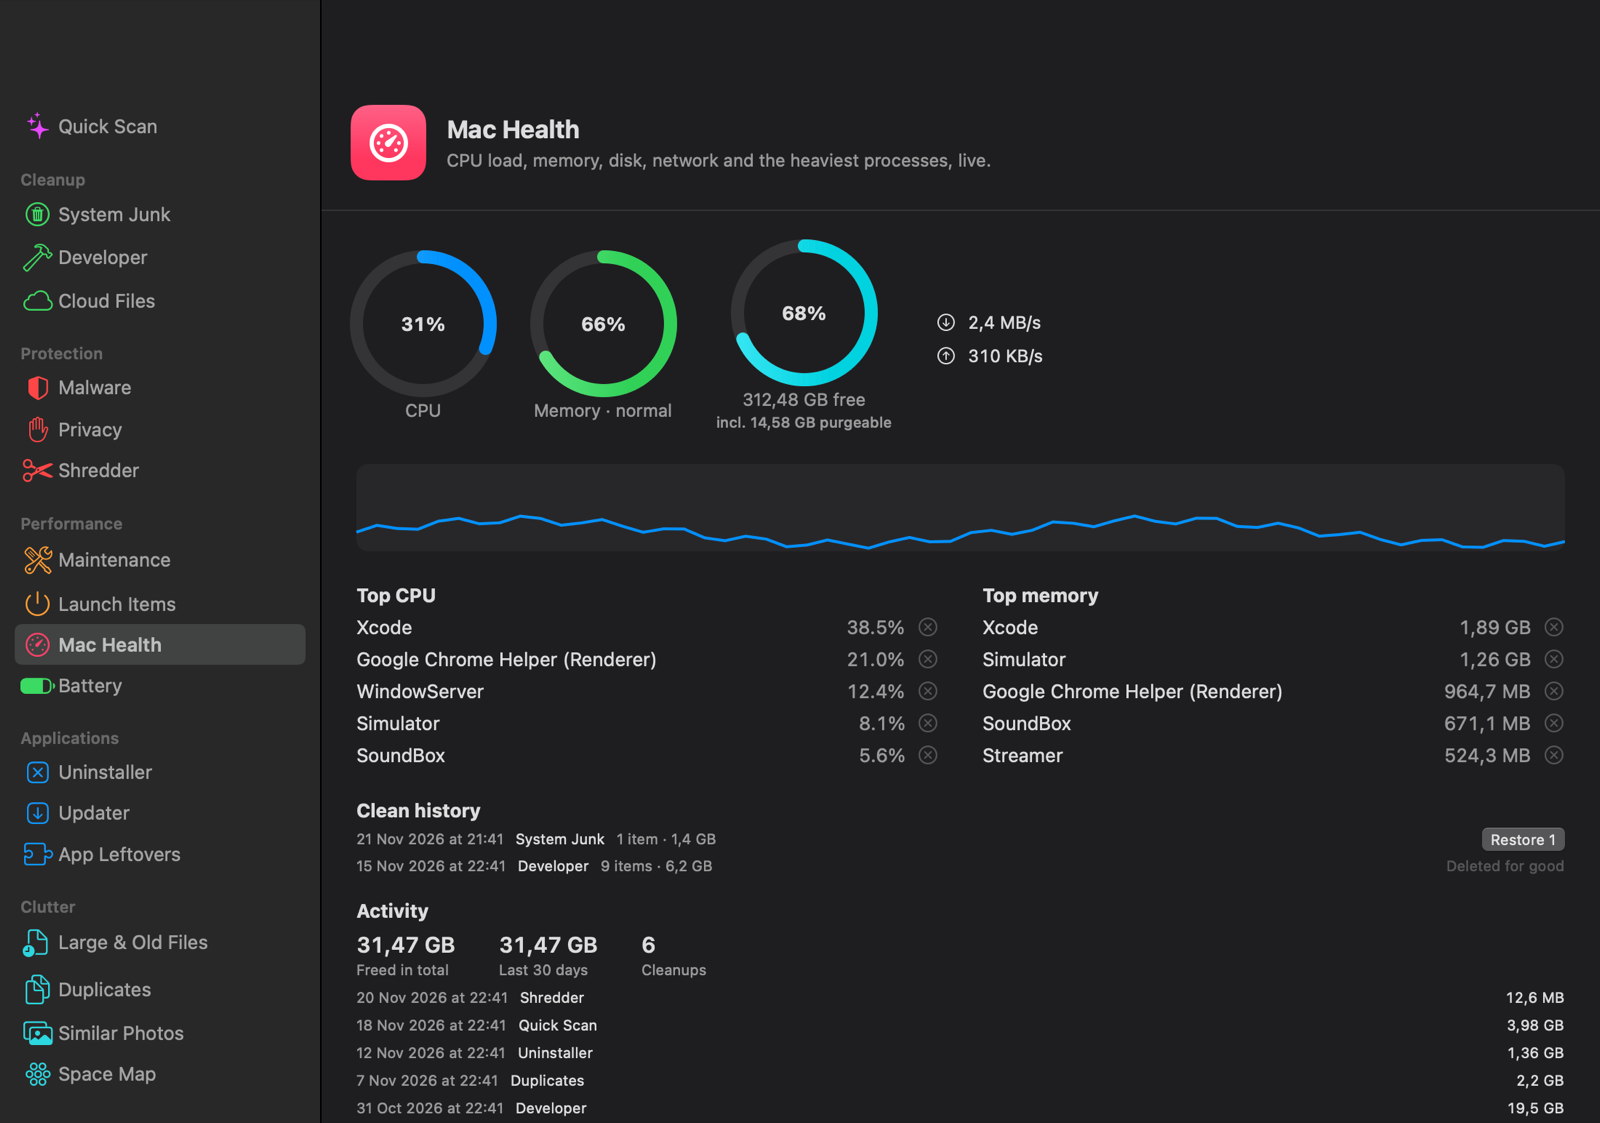 Quick Scan
Cleanup
System Junk
Developer
Cloud Files
Protection
Malware
Privacy
Shredder
Performance
Maintenance
Launch Items
Mac Health
Battery
Applications
Uninstaller
Updater
App Leftovers
Clutter
Large & Old Files
Duplicates
Similar Photos
Space Map
Mac Health
CPU load, memory, disk, network and the heaviest processes, live.
31%
CPU
66%
Memory · normal
68%
312,48 GB free
incl. 14,58 GB purgeable
2,4 MB/s
310 KB/s
Top CPU
Xcode 38.5%
Google Chrome Helper (Renderer) 21.0%
WindowServer 12.4%
Simulator 8.1%
SoundBox 5.6%
Top memory
Xcode 1,89 GB
Simulator 1,26 GB
Google Chrome Helper (Renderer) 964,7 MB
SoundBox 671,1 MB
Streamer 524,3 MB
Clean history
21 Nov 2026 at 21:41 System Junk 1 item · 1,4 GB Restore 1
15 Nov 2026 at 22:41 Developer 9 items · 6,2 GB Deleted for good
Activity
31,47 GB 31,47 GB 6
Freed in total Last 30 days Cleanups
20 Nov 2026 at 22:41 Shredder 12,6 MB
18 Nov 2026 at 22:41 Quick Scan 3,98 GB
12 Nov 2026 at 22:41 Uninstaller 1,36 GB
7 Nov 2026 at 22:41 Duplicates 2,2 GB
31 Oct 2026 at 22:41 Developer 19,5 GB